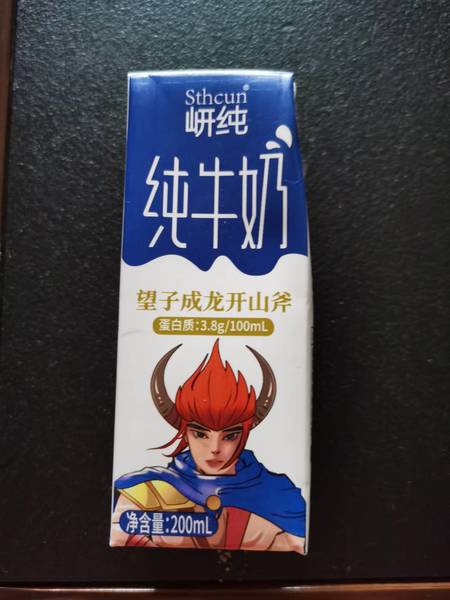 Sthcun®
岍纯
纯牛奶
望子成龙开山斧
蛋白质:3.8g/100mL
净含量:200mL